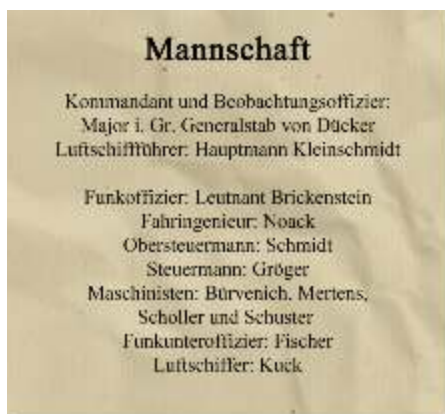 Mannschaft
Kommandant und Beobachtungsoffizier:
Major i. Gr. Generalstab von Dücker
Luftschiffführer: Hauptmann Kleinschmidt
Funkoffizier: Leutnant Brickenstein
Fahringenieur: Noack
Obersteuermann: Schmidt
Steuermann: Gröger
Maschinisten: Bürvenich, Mertens,
Scholler und Schuster
Funkunteroffizier: Fischer
Luftschiffer: Kuck